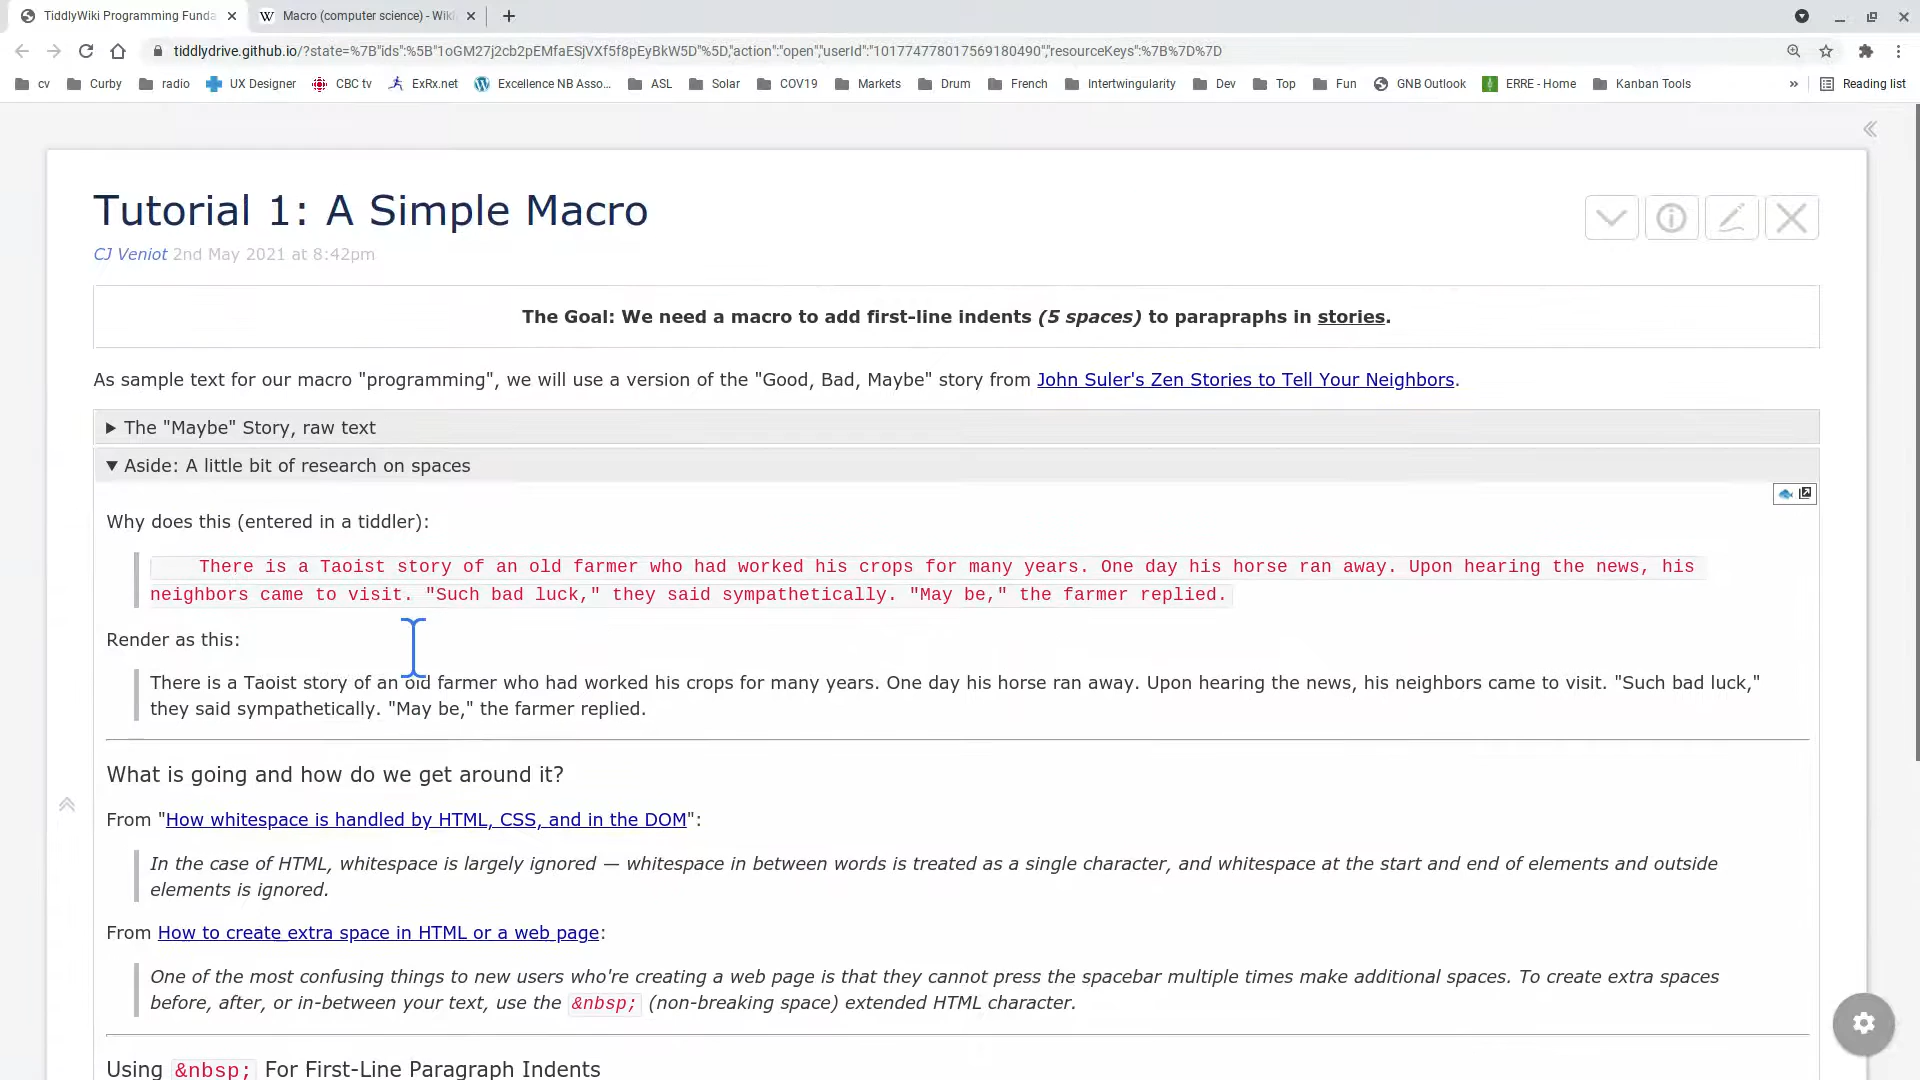 TiddlyWiki Programming Funda
Macro (computer science) - Wiki
tiddlydrive.github.io/?state=%7B"ids":%5B"1oGM27j2cb2pEMfaESjVXf5f8pEyBkW5D"%5D,"action":"open","userId":"101774778017569180490","resourceKeys":%7B%7D%7D
cv Curby radio UX Designer CBC tv ExRx.net Excellence NB Asso... ASL Solar COV19 Markets Drum French Intertwingularity Dev Top Fun GNB Outlook ERRE - Home Kanban Tools » Reading list
Tutorial 1: A Simple Macro
CJ Veniot 2nd May 2021 at 8:42pm
The Goal: We need a macro to add first-line indents (5 spaces) to parapraphs in stories.
As sample text for our macro "programming", we will use a version of the "Good, Bad, Maybe" story from John Suler's Zen Stories to Tell Your Neighbors.
The "Maybe" Story, raw text
Aside: A little bit of research on spaces
Why does this (entered in a tiddler):
There is a Taoist story of an old farmer who had worked his crops for many years. One day his horse ran away. Upon hearing the news, his
neighbors came to visit. "Such bad luck," they said sympathetically. "May be," the farmer replied.
Render as this:
There is a Taoist story of an old farmer who had worked his crops for many years. One day his horse ran away. Upon hearing the news, his neighbors came to visit. "Such bad luck,"
they said sympathetically. "May be," the farmer replied.
What is going and how do we get around it?
From "How whitespace is handled by HTML, CSS, and in the DOM":
In the case of HTML, whitespace is largely ignored — whitespace in between words is treated as a single character, and whitespace at the start and end of elements and outside
elements is ignored.
From How to create extra space in HTML or a web page:
One of the most confusing things to new users who're creating a web page is that they cannot press the spacebar multiple times make additional spaces. To create extra spaces
before, after, or in-between your text, use the &nbsp; (non-breaking space) extended HTML character.
Using &nbsp; For First-Line Paragraph Indents